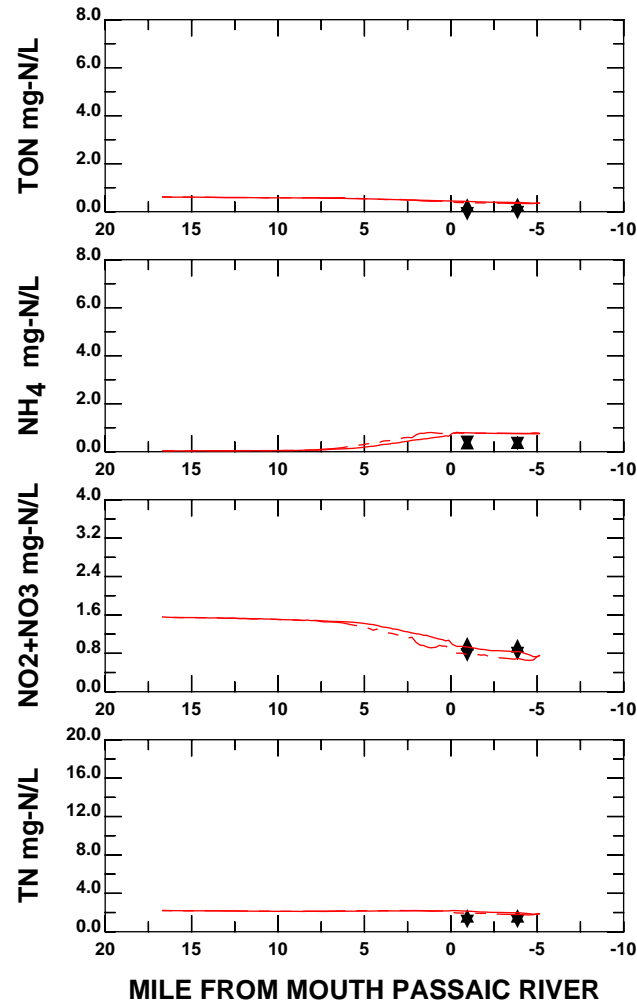 TON mg-N/L
8.0
6.0
4.0
2.0
0.0
20 15 10 5 0 -5 -10
NH4 mg-N/L
8.0
6.0
4.0
2.0
0.0
20 15 10 5 0 -5 -10
NO2+NO3 mg-N/L
4.0
3.2
2.4
1.6
0.8
0.0
20 15 10 5 0 -5 -10
TN mg-N/L
20.0
16.0
12.0
8.0
4.0
0.0
20 15 10 5 0 -5 -10
MILE FROM MOUTH PASSAIC RIVER